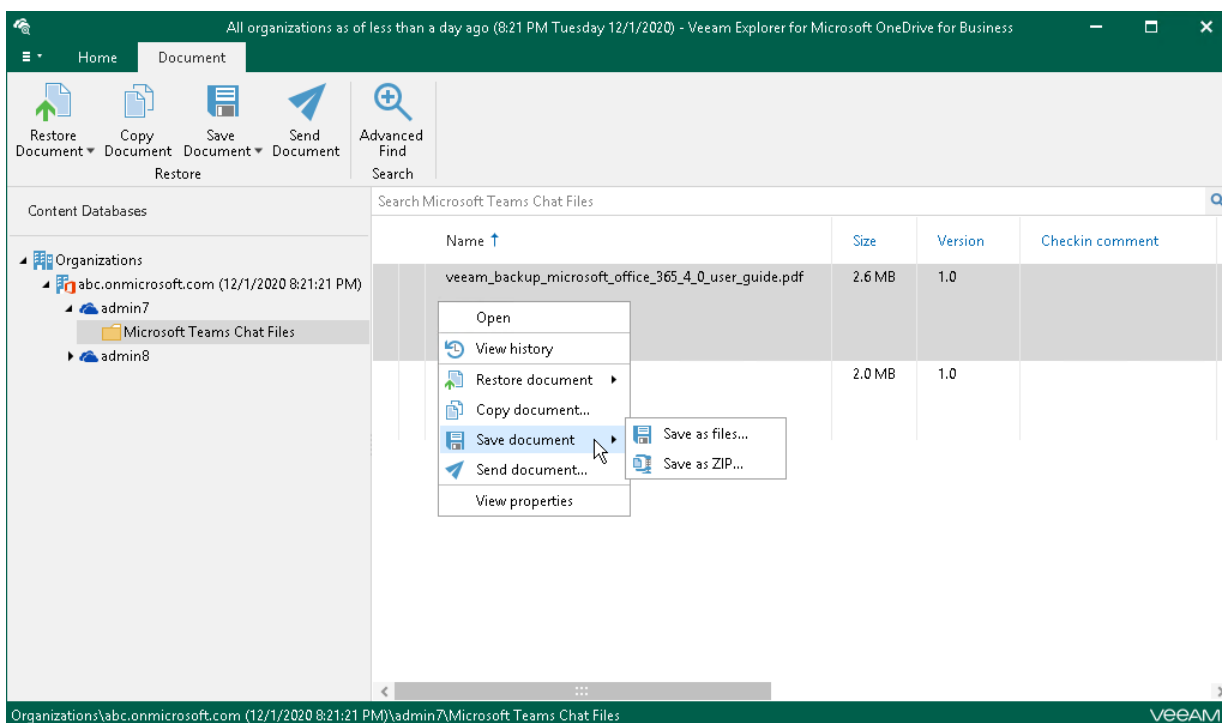 All organizations as of less than a day ago (8:21 PM Tuesday 12/1/2020) - Veeam Explorer for Microsoft OneDrive for Business
Home Document
Restore Document
Copy Document
Save Document
Send Document
Restore
Advanced Find
Search
Content Databases
Organizations
abc.onmicrosoft.com (12/1/2020 8:21:21 PM)
admin7
Microsoft Teams Chat Files
admin8
Search Microsoft Teams Chat Files
Name Size Version Checkin comment
veeam_backup_microsoft_office_365_4_0_user_guide.pdf 2.6 MB 1.0
2.0 MB 1.0
Open
View history
Restore document
Copy document...
Save document
Send document...
View properties
Save as files...
Save as ZIP...
Organizations\abc.onmicrosoft.com (12/1/2020 8:21:21 PM)\admin7\Microsoft Teams Chat Files
veeam